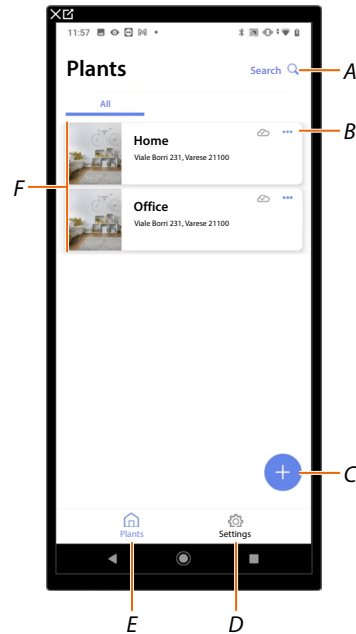 11:57
Plants
Search
A
All
B
Home
Viale Borri 231, Varese 21100
F
Office
Viale Borri 231, Varese 21100
C
Plants
Settings
E
D